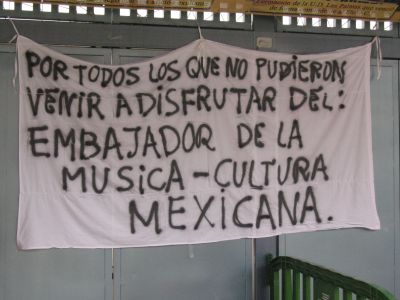 POR TODOS LOS QUE NO PUDIERON
VENIR A DISFRUTAR DEL:
EMBAJADOR DE LA
MUSICA - CULTURA
MEXICANA.